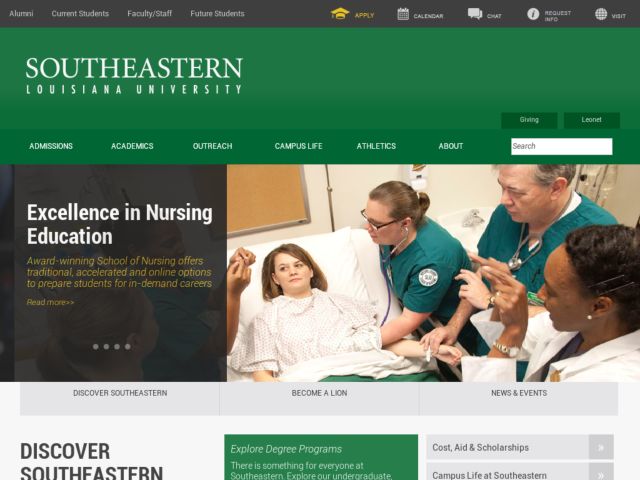 Alumni
Current Students
Faculty/Staff
Future Students
APPLY
CALENDAR
CHAT
REQUEST
INFO
VISIT
SOUTHEASTERN
LOUISIANA UNIVERSITY
Giving
Leonet
ADMISSIONS
ACADEMICS
OUTREACH
CAMPUS LIFE
ATHLETICS
ABOUT
Search
Excellence in Nursing
Education
Award-winning School of Nursing offers
traditional, accelerated and online options
to prepare students for in-demand careers
Read more>>
DISCOVER SOUTHEASTERN
BECOME A LION
NEWS & EVENTS
DISCOVER
SOUTHEASTERN
Explore Degree Programs
There is something for everyone at
Southeastern. Explore our undergraduate,
Cost, Aid & Scholarships
»
Campus Life at Southeastern
»